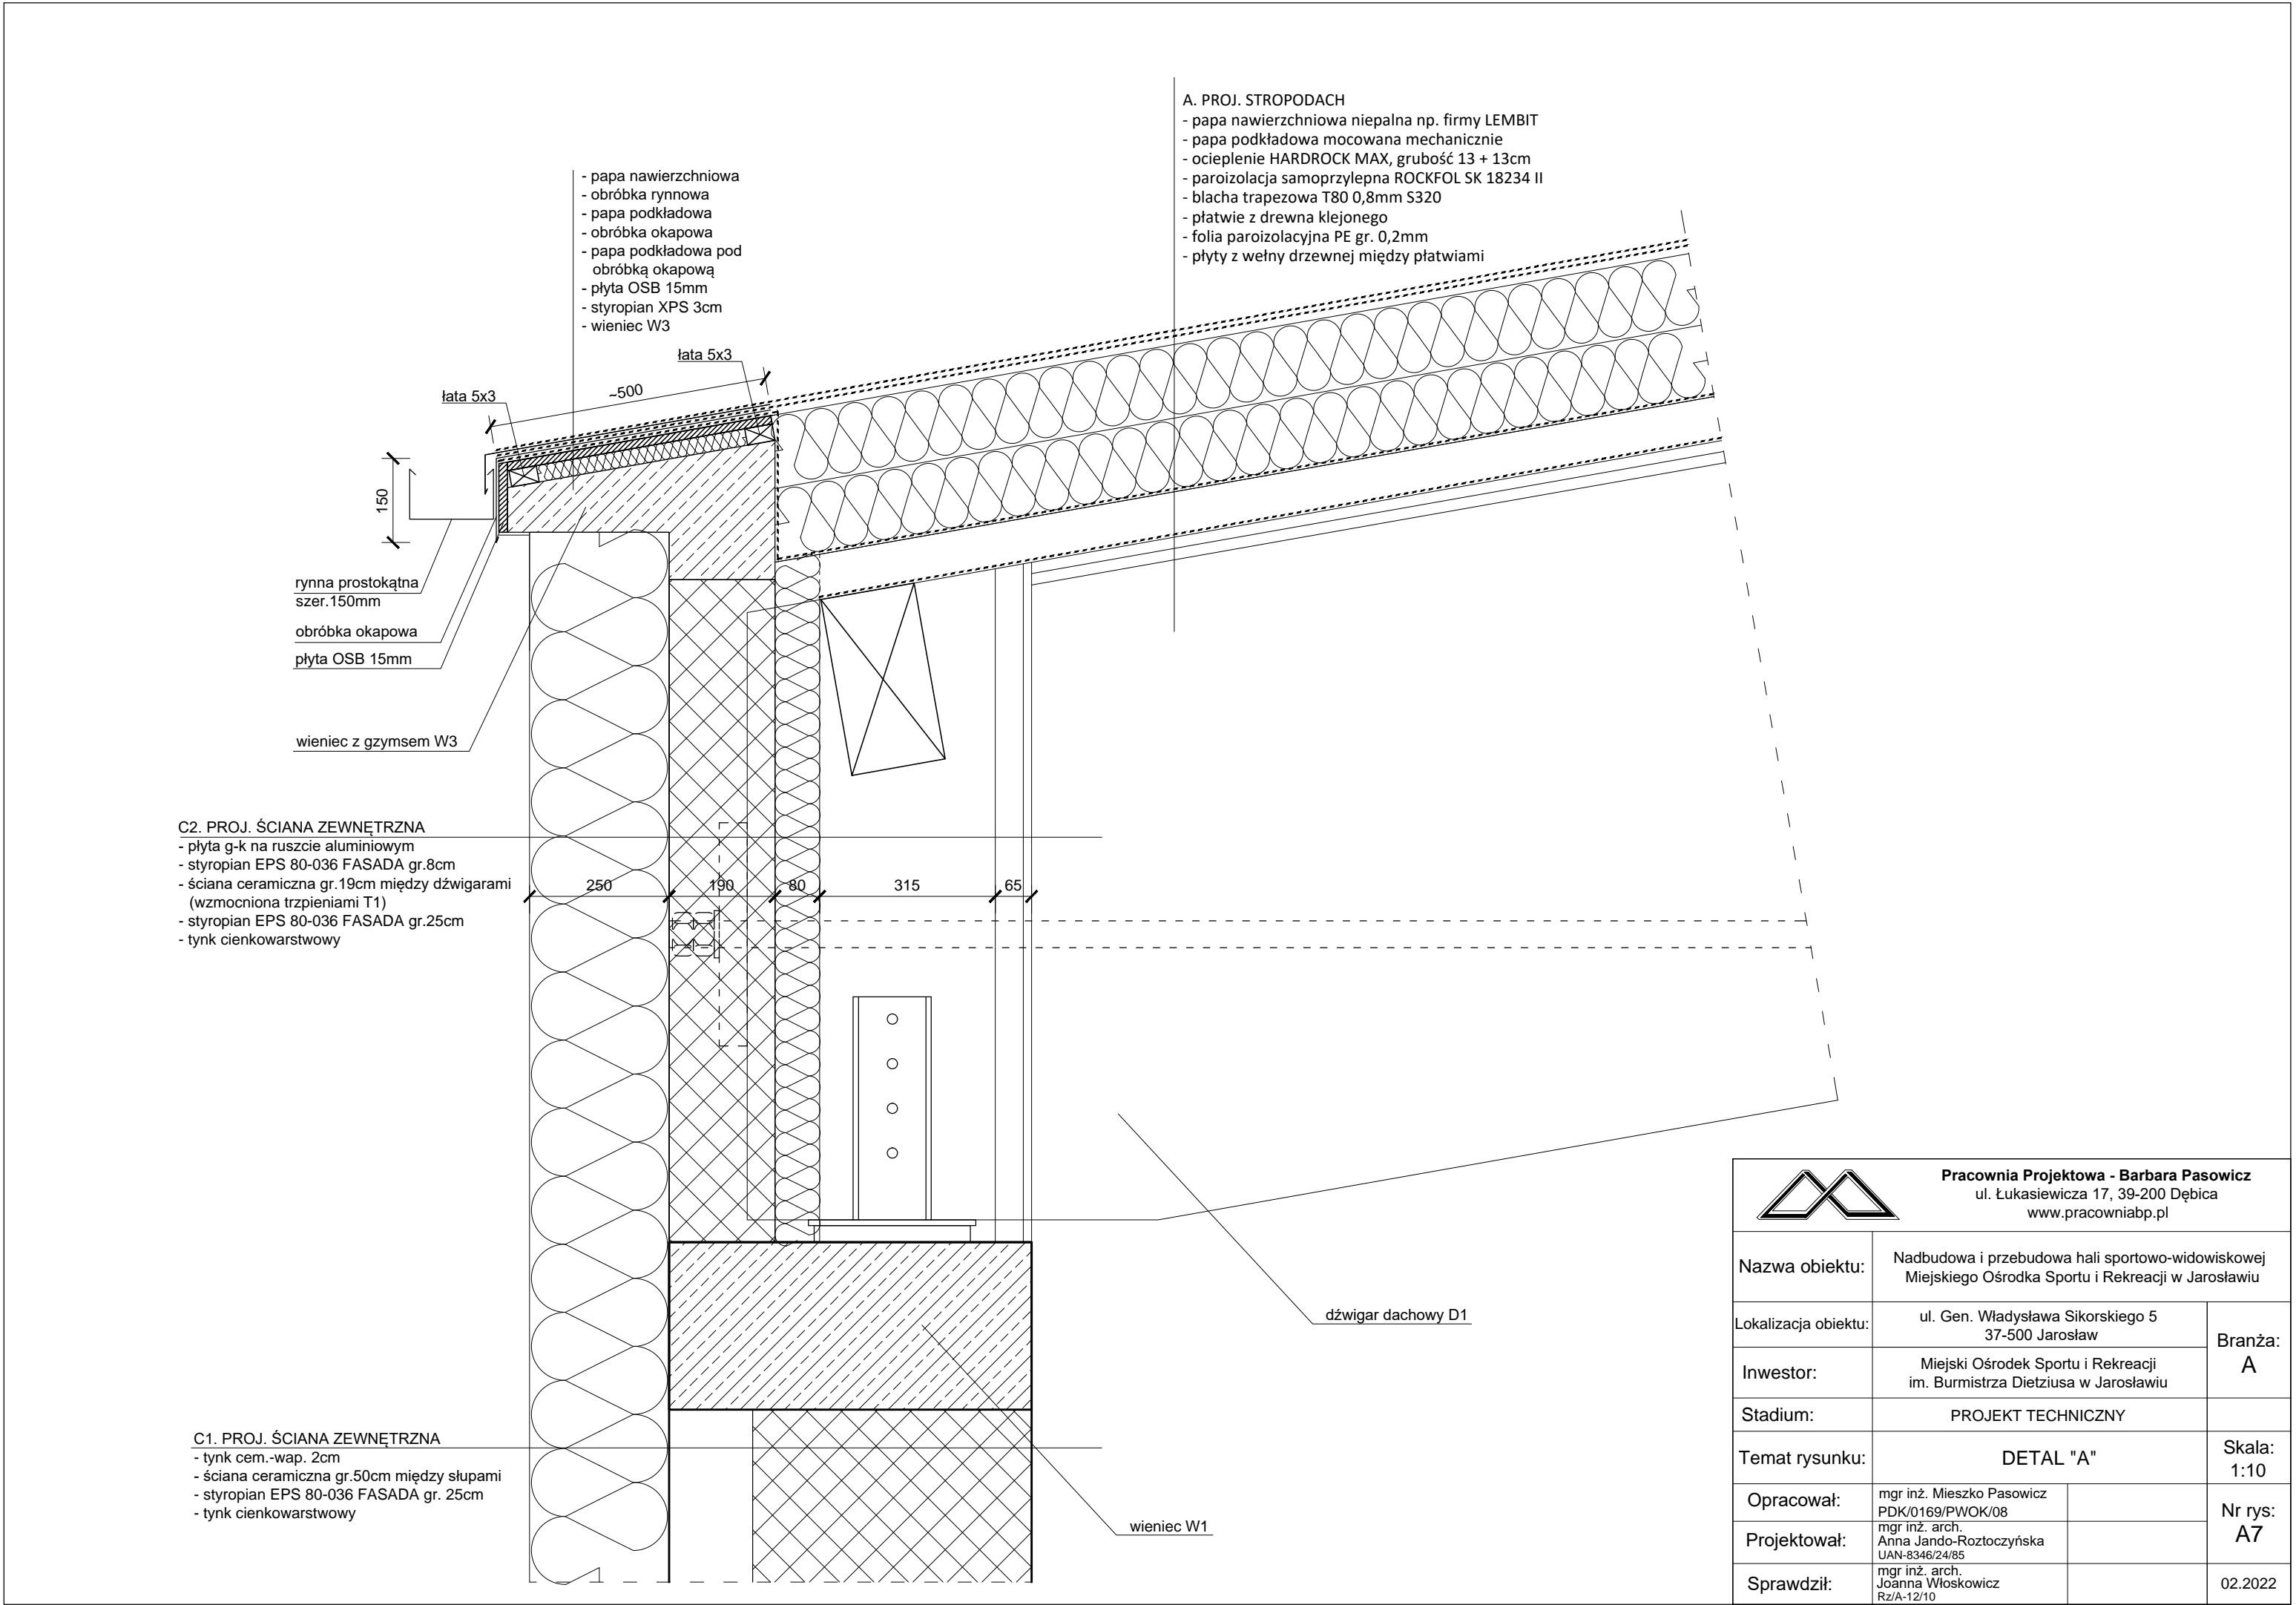 A. PROJ. STROPODACH
- papa nawierzchniowa niepalna np. firmy LEMBIT
- papa podkładowa mocowana mechanicznie
- ocieplenie HARDROCK MAX, grubość 13 + 13cm
- paroizolacja samoprzylepna ROCKFOL SK 18234 II
- blacha trapezowa T80 0,8mm S320
- płatwie z drewna klejonego
- folia paroizolacyjna PE gr. 0,2mm
- płyty z wełny drzewnej między płatwiami
- papa nawierzchniowa
- obróbka rynnowa
- papa podkładowa
- obróbka okapowa
- papa podkładowa pod
obróbką okapową
- płyta OSB 15mm
- styropian XPS 3cm
- wieniec W3
łata 5x3
~500
łata 5x3
150
rynna prostokątna
szer.150mm
obróbka okapowa
płyta OSB 15mm
wieniec z gzymsem W3
C2. PROJ. ŚCIANA ZEWNĘTRZNA
- płyta g-k na ruszcie aluminiowym
- styropian EPS 80-036 FASADA gr.8cm
- ściana ceramiczna gr.19cm między dźwigarami
(wzmocniona trzpieniami T1)
- styropian EPS 80-036 FASADA gr.25cm
- tynk cienkowarstwowy
250 190 80 315 65
dźwigar dachowy D1
C1. PROJ. ŚCIANA ZEWNĘTRZNA
- tynk cem.-wap. 2cm
- ściana ceramiczna gr.50cm między słupami
- styropian EPS 80-036 FASADA gr. 25cm
- tynk cienkowarstwowy
wieniec W1
Pracownia Projektowa - Barbara Pasowicz
ul. Łukasiewicza 17, 39-200 Dębica
www.pracowniabp.pl
Nazwa obiektu:
Nadbudowa i przebudowa hali sportowo-widowiskowej
Miejskiego Ośrodka Sportu i Rekreacji w Jarosławiu
Lokalizacja obiektu:
ul. Gen. Władysława Sikorskiego 5
37-500 Jarosław
Branża:
A
Inwestor:
Miejski Ośrodek Sportu i Rekreacji
im. Burmistrza Dietziusa w Jarosławiu
Stadium:
PROJEKT TECHNICZNY
Temat rysunku:
DETAL "A"
Skala:
1:10
Opracował:
mgr inż. Mieszko Pasowicz
PDK/0169/PWOK/08
Nr rys:
A7
Projektował:
mgr inż. arch.
Anna Jando-Roztoczyńska
UAN-8346/24/85
Sprawdził:
mgr inż. arch.
Joanna Włoskowicz
Rz/A-12/10
02.2022